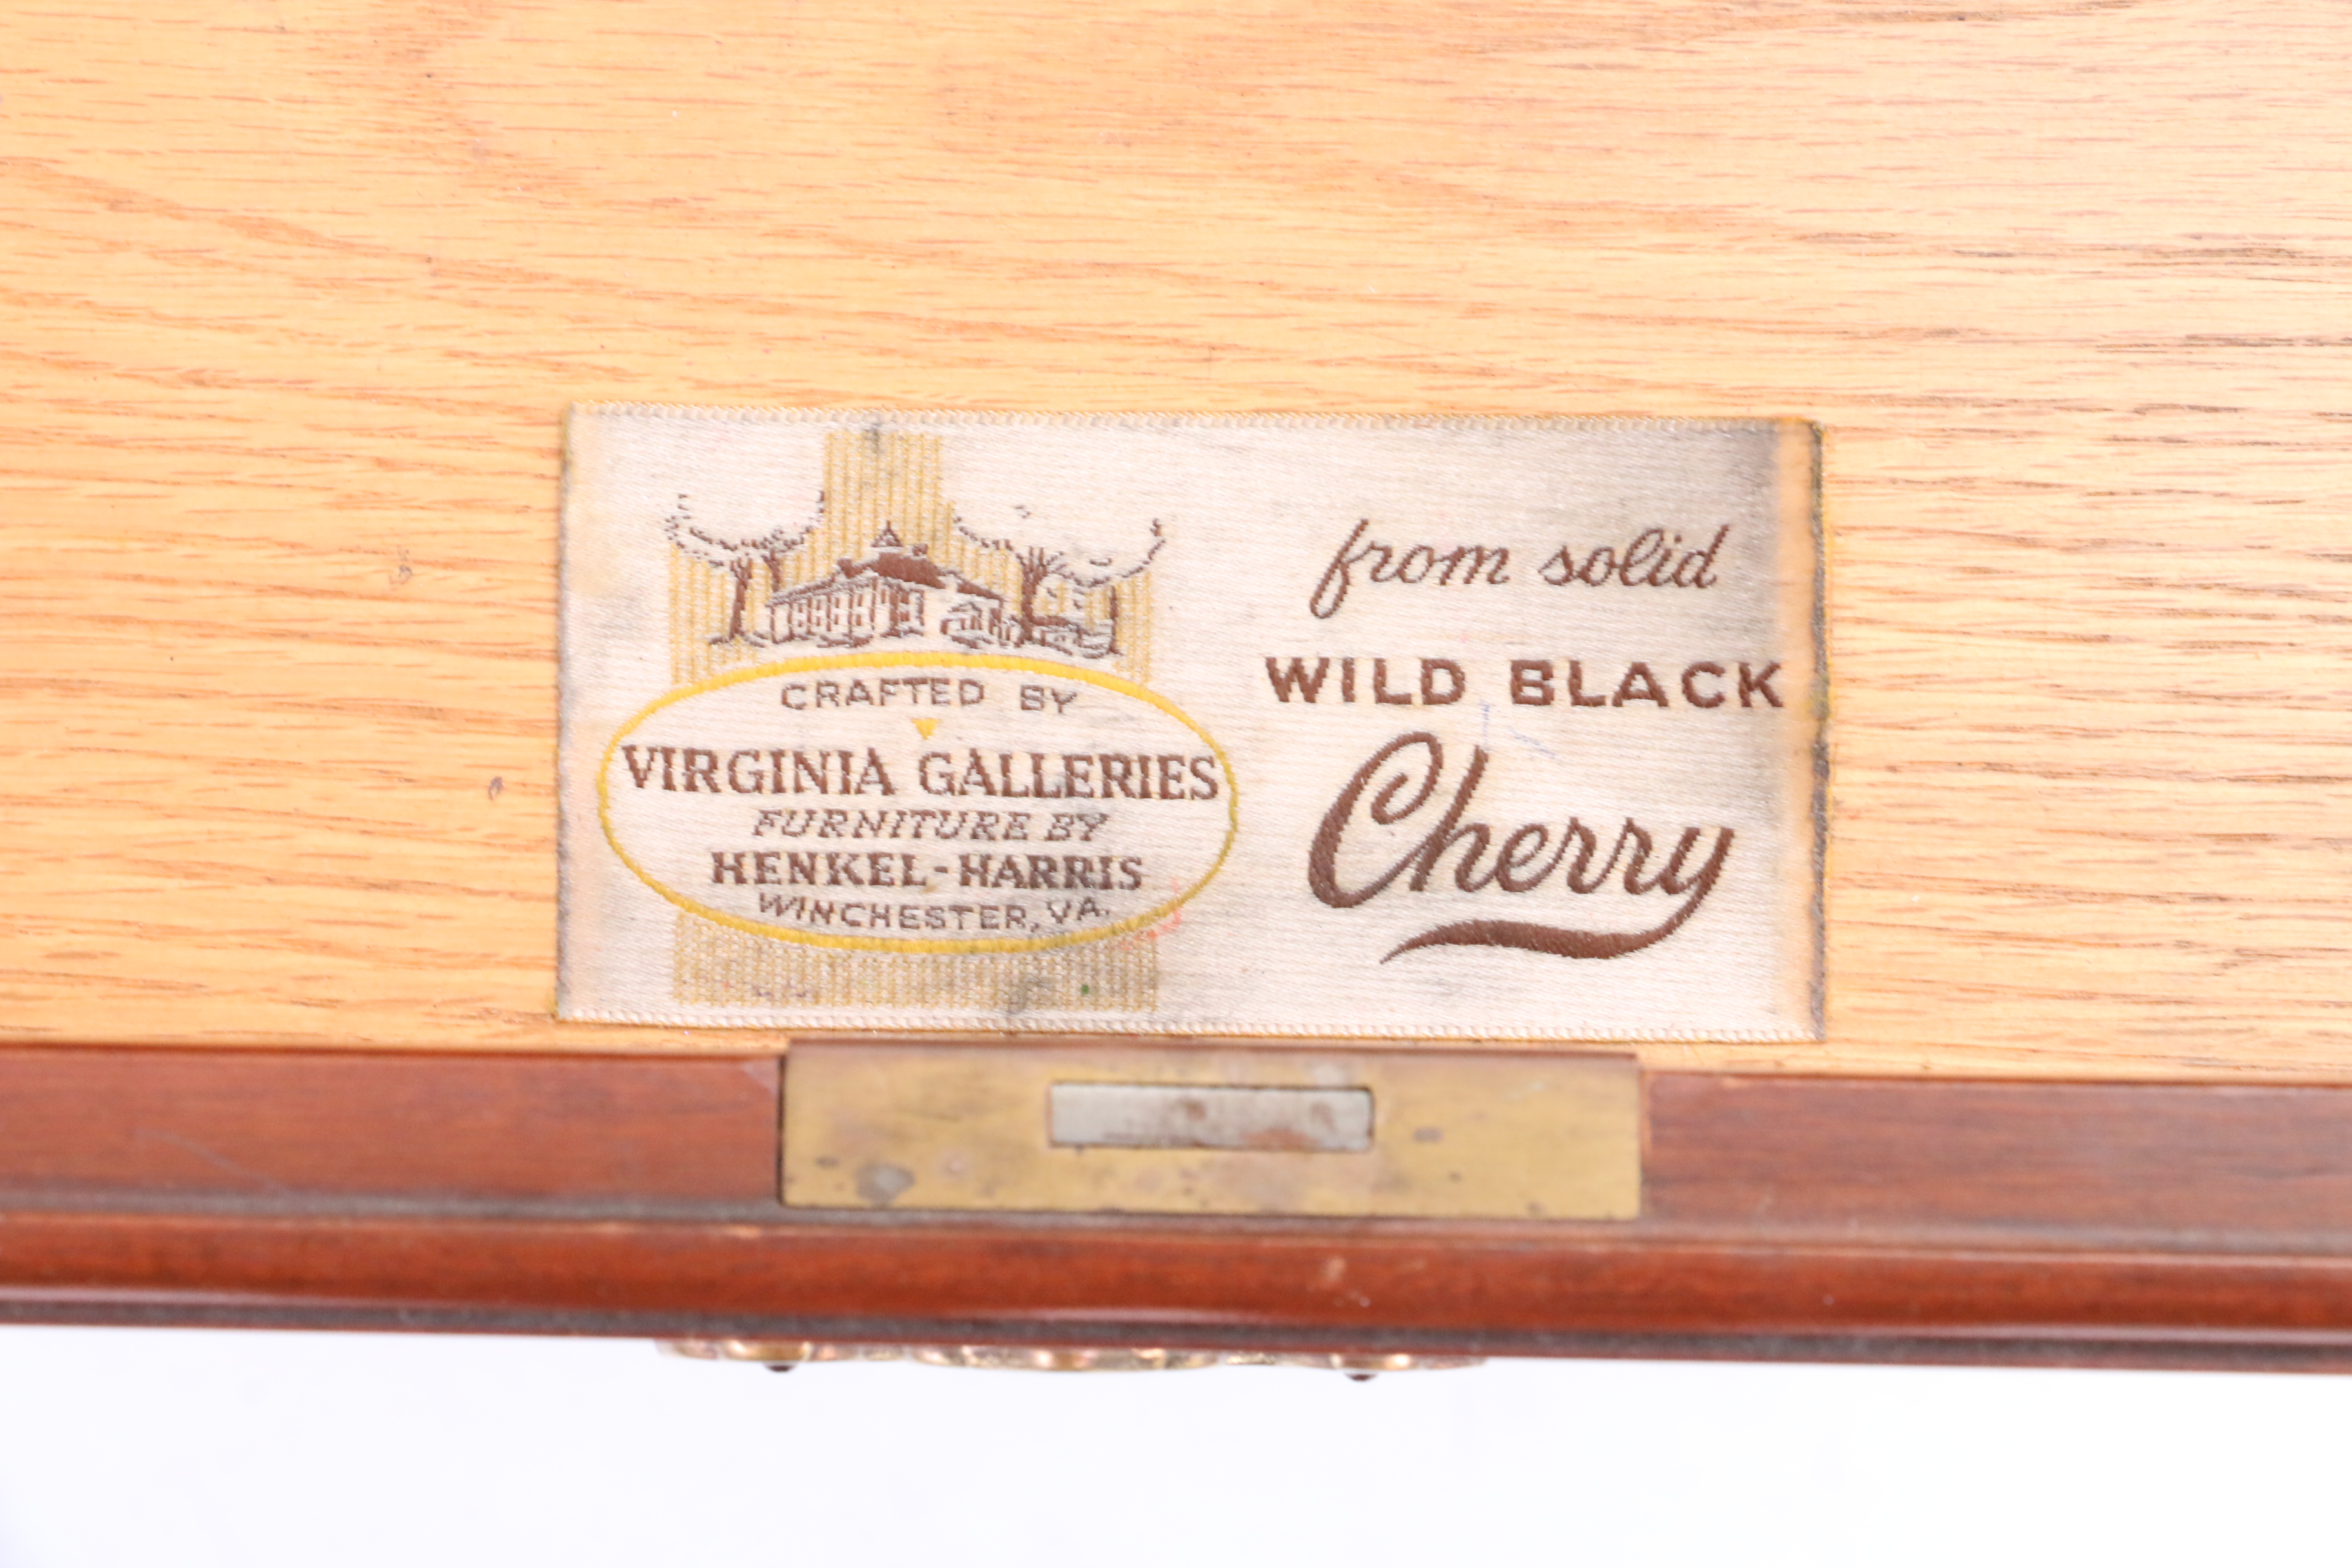 CRAFTED BY
VIRGINIA GALLERIES
FURNITURE BY
HENKEL-HARRIS
WINCHESTER, VA.
from solid
WILD BLACK
Cherry